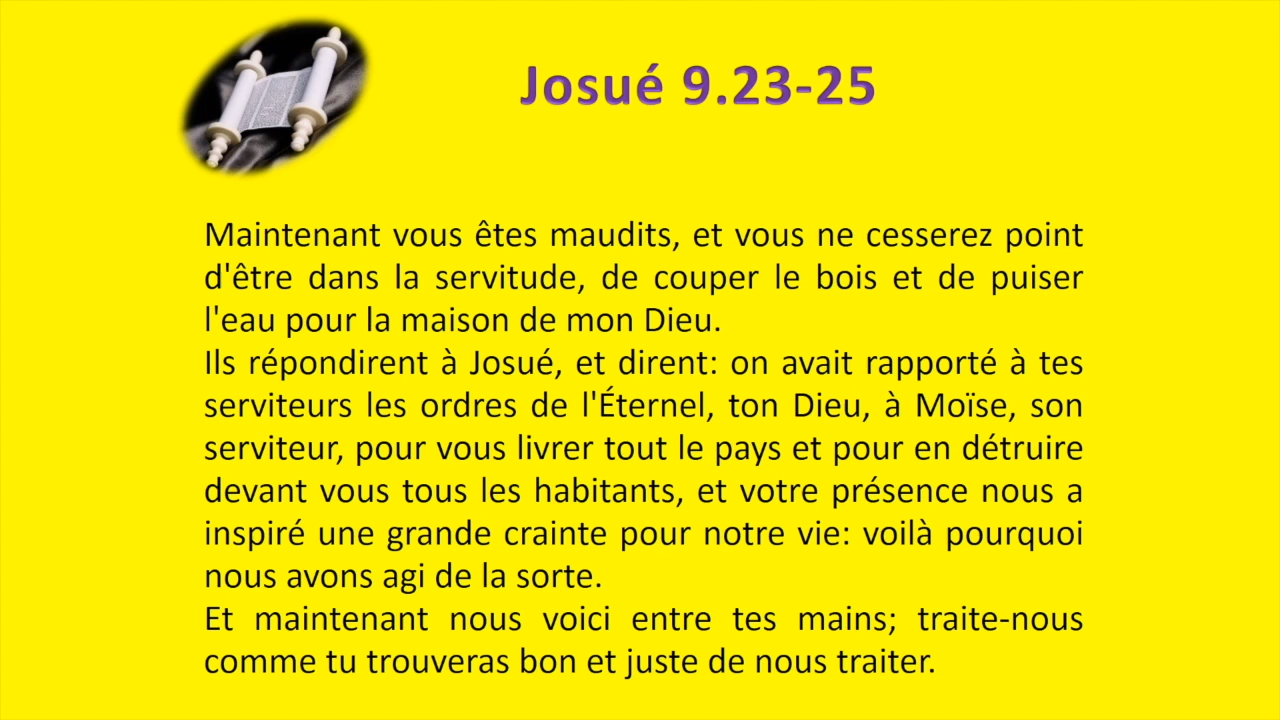 Josué 9.23-25
Maintenant vous êtes maudits, et vous ne cesserez point
d'être dans la servitude, de couper le bois et de puiser
l'eau pour la maison de mon Dieu.
Ils répondirent à Josué, et dirent: on avait rapporté à tes
serviteurs les ordres de l'Éternel, ton Dieu, à Moïse, son
serviteur, pour vous livrer tout le pays et pour en détruire
devant vous tous les habitants, et votre présence nous a
inspiré une grande crainte pour notre vie: voilà pourquoi
nous avons agi de la sorte.
Et maintenant nous voici entre tes mains; traite-nous
comme tu trouveras bon et juste de nous traiter.